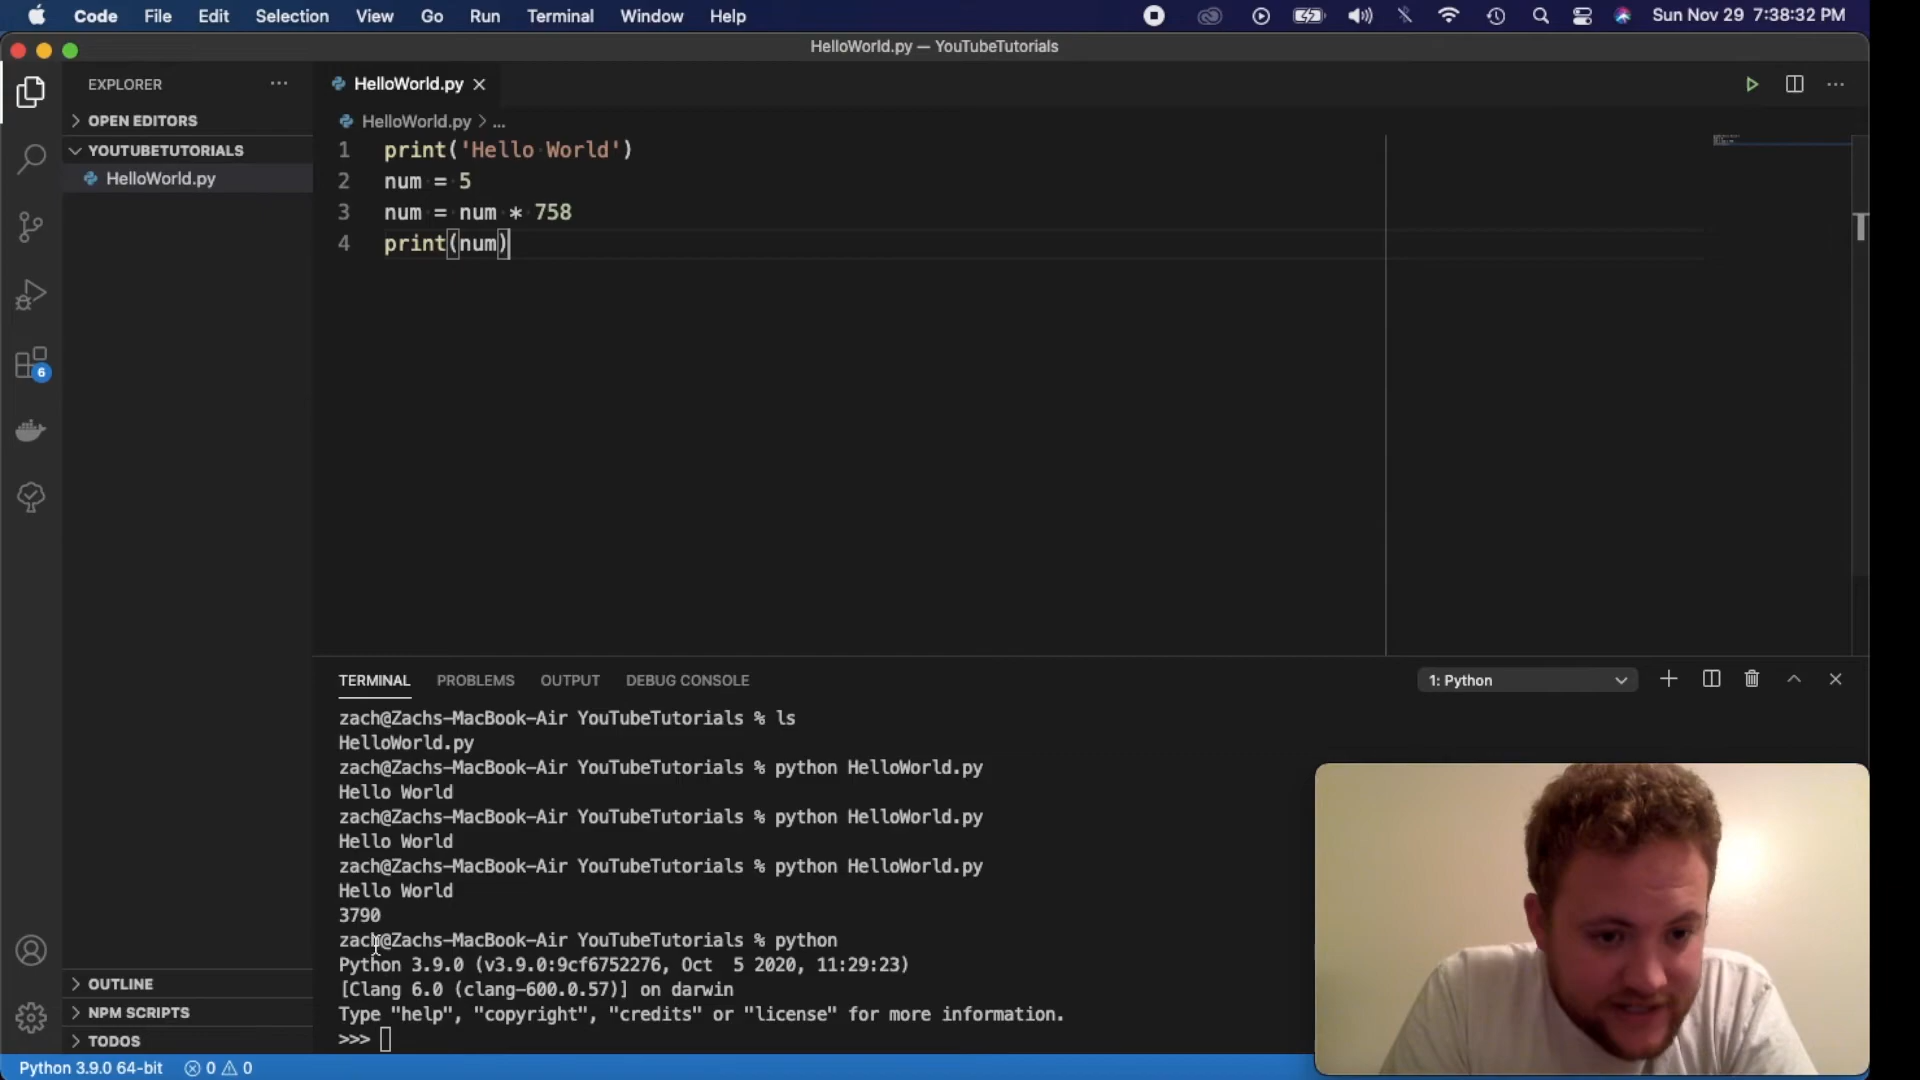 Code File Edit Selection View Go Run Terminal Window Help Sun Nov 29 7:38:32 PM
HelloWorld.py — YouTubeTutorials
EXPLORER
HelloWorld.py
OPEN EDITORS
HelloWorld.py > ...
YOUTUBETUTORIALS
HelloWorld.py
1 print('Hello World')
2 num = 5
3 num = num * 758
4 print(num)
6
TERMINAL PROBLEMS OUTPUT DEBUG CONSOLE 1: Python
zach@Zachs-MacBook-Air YouTubeTutorials % ls
HelloWorld.py
zach@Zachs-MacBook-Air YouTubeTutorials % python HelloWorld.py
Hello World
zach@Zachs-MacBook-Air YouTubeTutorials % python HelloWorld.py
Hello World
zach@Zachs-MacBook-Air YouTubeTutorials % python HelloWorld.py
Hello World
3790
zach@Zachs-MacBook-Air YouTubeTutorials % python
Python 3.9.0 (v3.9.0:9cf6752276, Oct  5 2020, 11:29:23)
[Clang 6.0 (clang-600.0.57)] on darwin
Type "help", "copyright", "credits" or "license" for more information.
>>>
OUTLINE
NPM SCRIPTS
TODOS
Python 3.9.0 64-bit 0 0